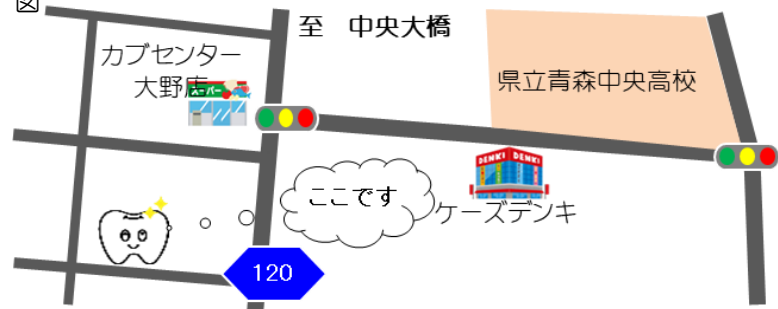 図
至 中央大橋
カブセンター
大野店
スーパー
県立青森中央高校
DENKI DENKI
ここです
ケーズデンキ
120